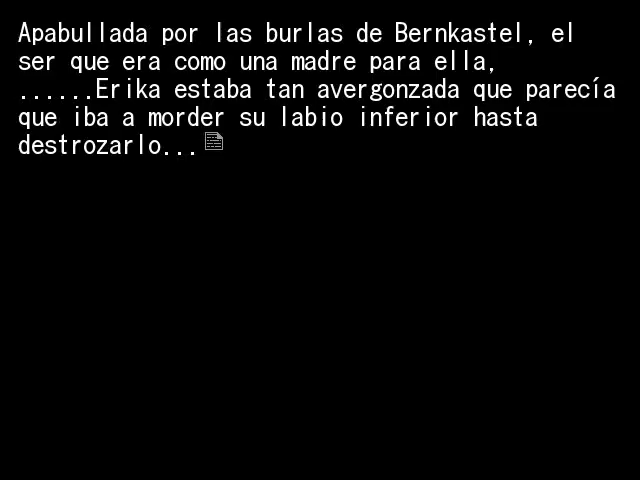 Apabullada por las burlas de Bernkastel, el
ser que era como una madre para ella,
......Erika estaba tan avergonzada que parecía
que iba a morder su labio inferior hasta
destrozarlo...